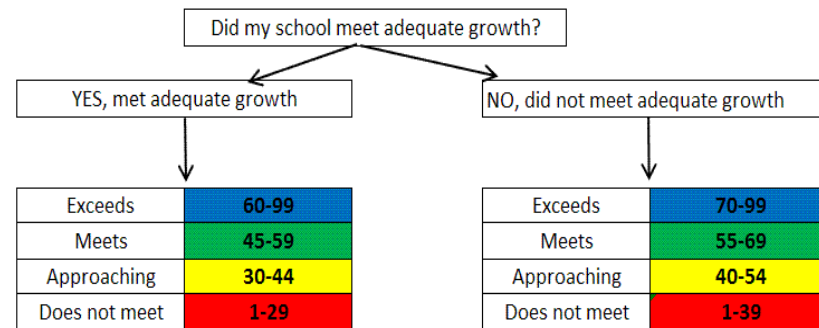 Did my school meet adequate growth?
YES, met adequate growth
NO, did not meet adequate growth
Exceeds 60-99
Meets 45-59
Approaching 30-44
Does not meet 1-29
Exceeds 70-99
Meets 55-69
Approaching 40-54
Does not meet 1-39